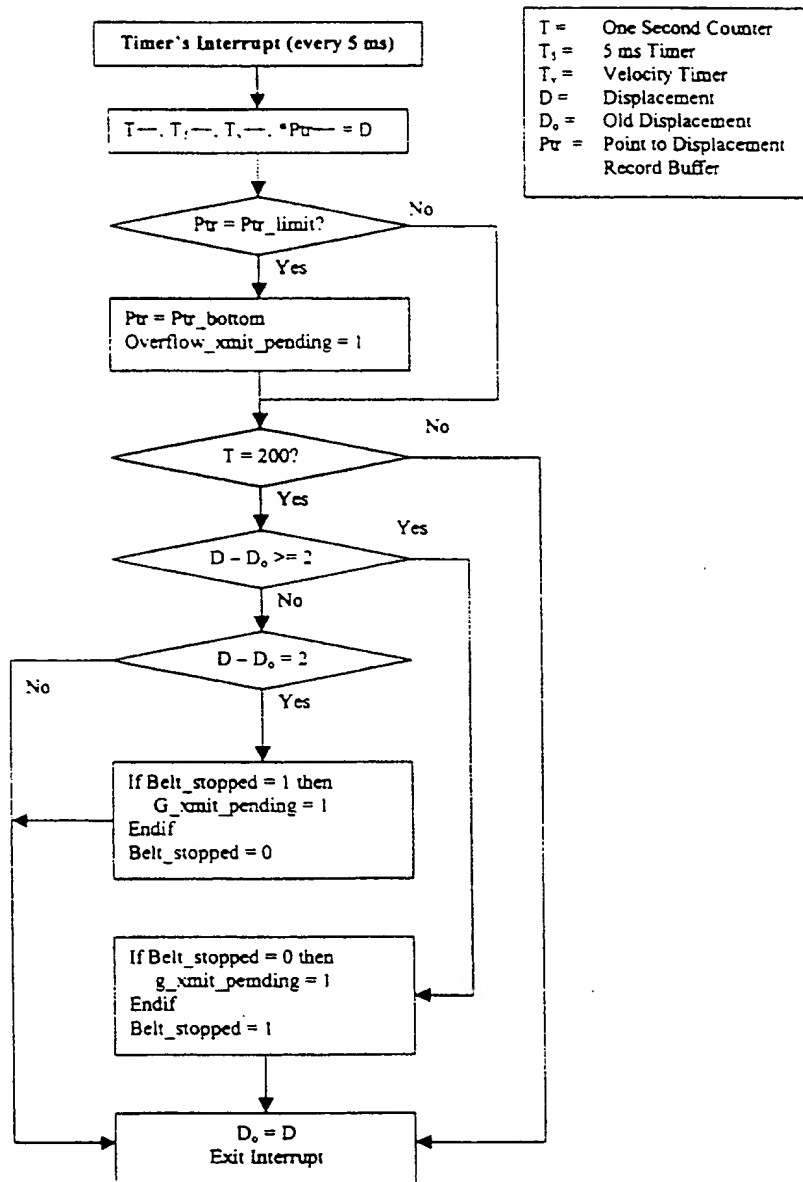 Timer's Interrupt (every 5 ms)
T = One Second Counter
T₅ = 5 ms Timer
Tᵥ = Velocity Timer
D = Displacement
Dₒ = Old Displacement
Ptr = Point to Displacement
Record Buffer
T—, T₅—, Tᵥ—, *Ptr— = D
Ptr = Ptr_limit?
No
Yes
Ptr = Ptr_bottom
Overflow_xmit_pending = 1
T = 200?
No
Yes
D – Dₒ >= 2
Yes
No
D – Dₒ = 2
No
Yes
If Belt_stopped = 1 then
G_xmit_pending = 1
Endif
Belt_stopped = 0
If Belt_stopped = 0 then
g_xmit_pemding = 1
Endif
Belt_stopped = 1
Dₒ = D
Exit Interrupt